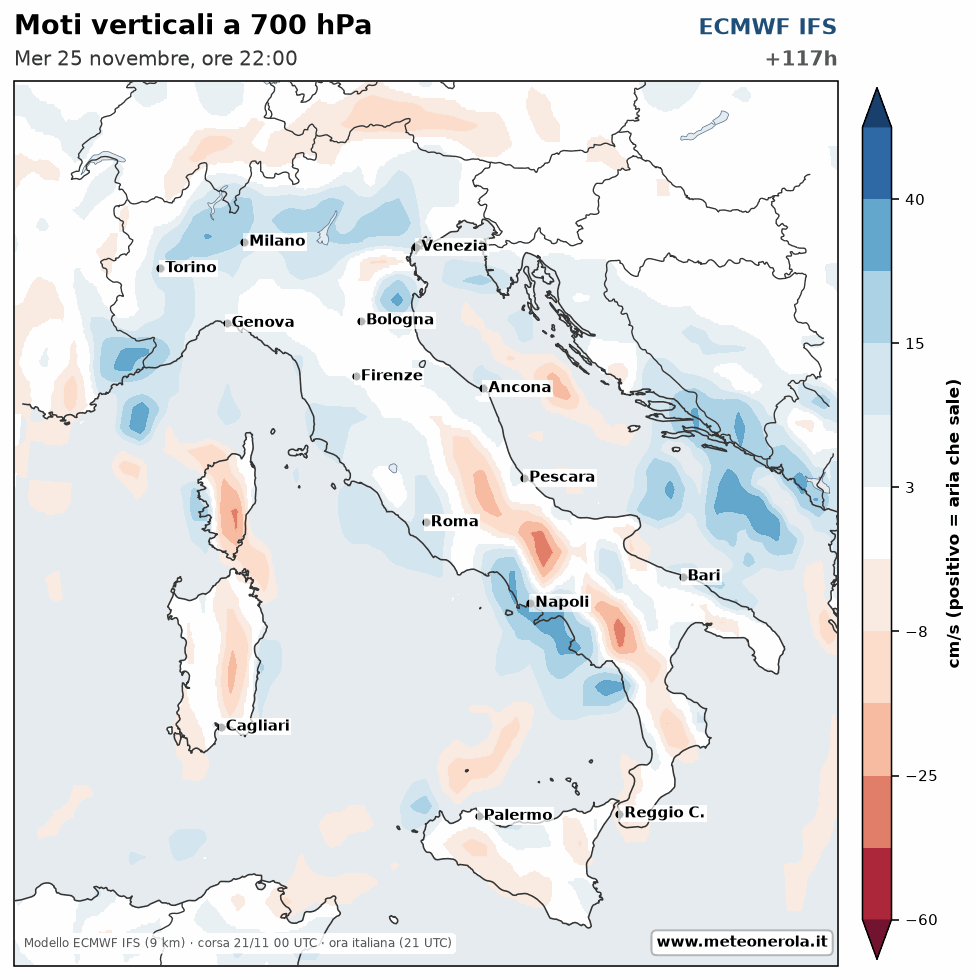 Moti verticali a 700 hPa
ECMWF IFS
Mer 25 novembre, ore 22:00
+117h
Milano
Venezia
Torino
Genova
Bologna
Firenze
Ancona
Pescara
Roma
Bari
Napoli
Cagliari
Palermo
Reggio C.
40
15
3
−8
−25
−60
cm/s (positivo = aria che sale)
Modello ECMWF IFS (9 km) · corsa 21/11 00 UTC · ora italiana (21 UTC)
www.meteonerola.it